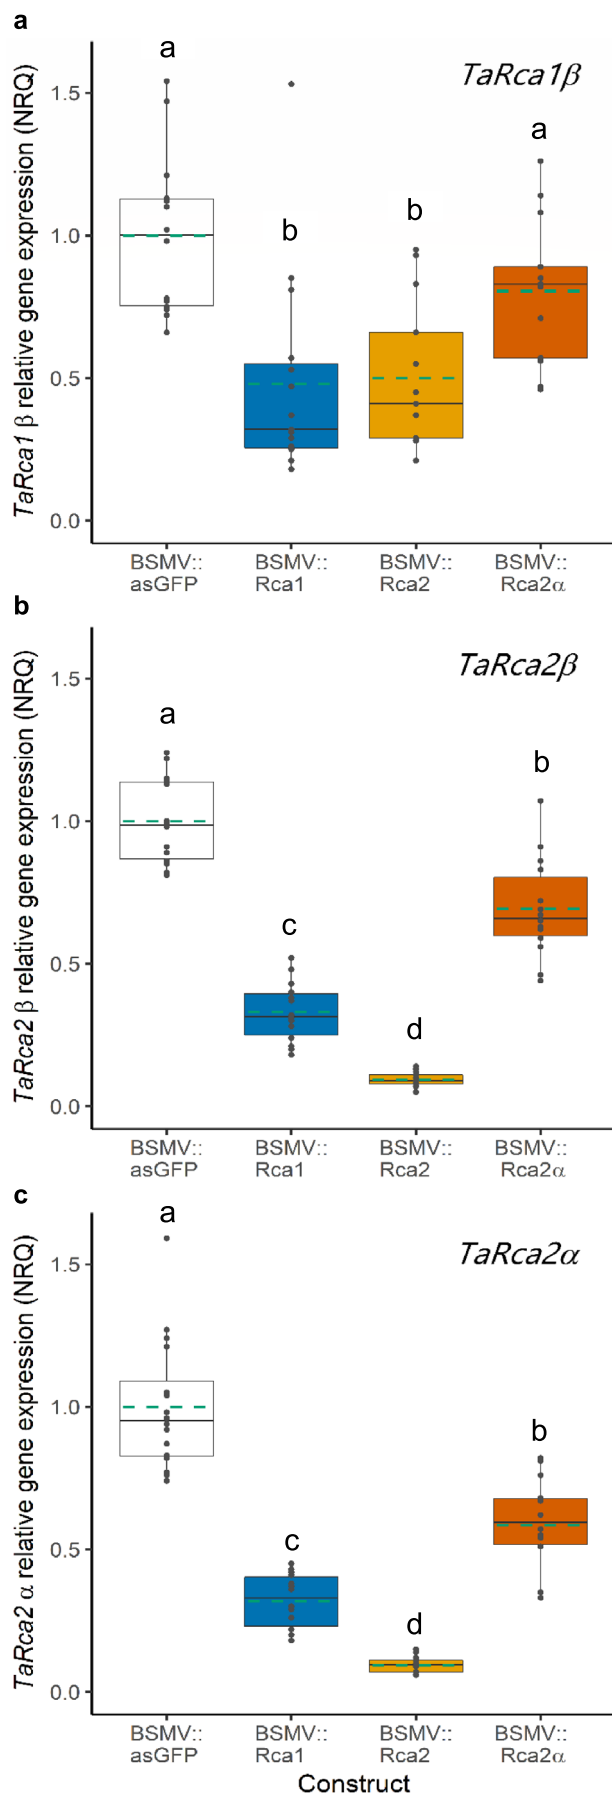 a
TaRca1 β relative gene expression (NRQ)
TaRca1β
a
b
b
a
1.5
1.0
0.5
0.0
BSMV:: BSMV:: BSMV:: BSMV::
asGFP Rca1 Rca2 Rca2α
b
TaRca2 β relative gene expression (NRQ)
TaRca2β
a
c
d
b
1.5
1.0
0.5
0.0
BSMV:: BSMV:: BSMV:: BSMV::
asGFP Rca1 Rca2 Rca2α
c
TaRca2 α relative gene expression (NRQ)
TaRca2α
a
c
d
b
1.5
1.0
0.5
0.0
BSMV:: BSMV:: BSMV:: BSMV::
asGFP Rca1 Rca2 Rca2α
Construct